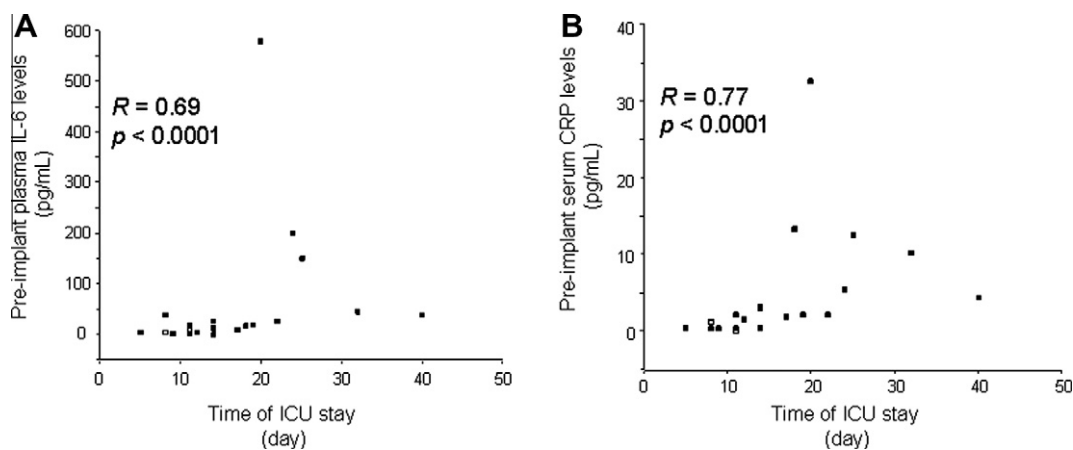 A
Pre-implant plasma IL-6 levels
(pg/mL)
600
500
400
300
200
100
0
R = 0.69
p < 0.0001
0
10
20
30
40
50
Time of ICU stay
(day)
B
Pre-implant serum CRP levels
(pg/mL)
40
30
20
10
0
R = 0.77
p < 0.0001
0
10
20
30
40
50
Time of ICU stay
(day)